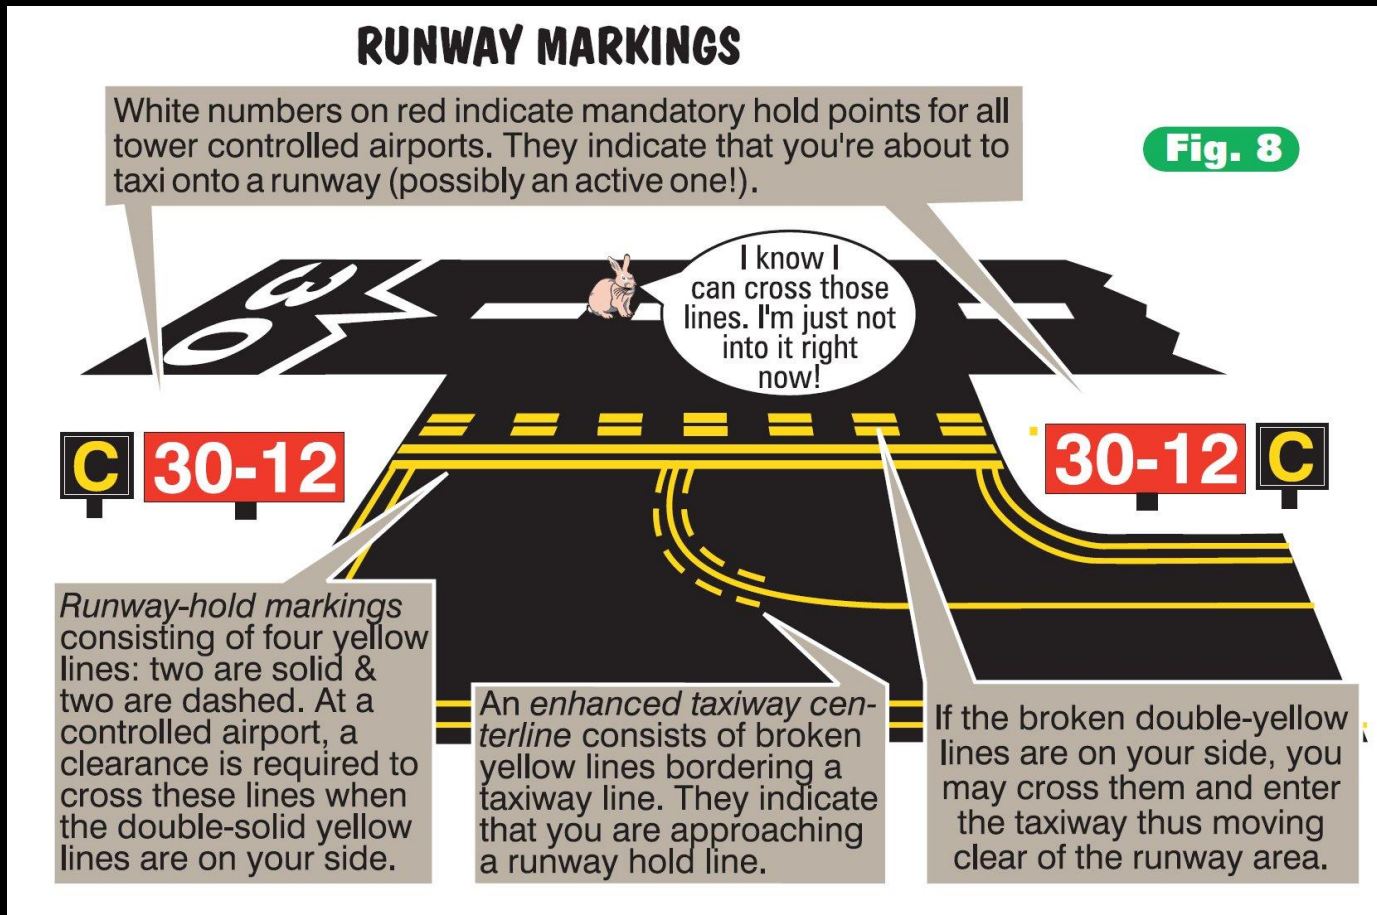 RUNWAY MARKINGS
White numbers on red indicate mandatory hold points for all
tower controlled airports. They indicate that you're about to
taxi onto a runway (possibly an active one!).
Fig. 8
I know I
can cross those
lines. I'm just not
into it right
now!
30
C 30-12
30-12 C
Runway-hold markings
consisting of four yellow
lines: two are solid &
two are dashed. At a
controlled airport, a
clearance is required to
cross these lines when
the double-solid yellow
lines are on your side.
An enhanced taxiway cen-
terline consists of broken
yellow lines bordering a
taxiway line. They indicate
that you are approaching
a runway hold line.
If the broken double-yellow
lines are on your side, you
may cross them and enter
the taxiway thus moving
clear of the runway area.